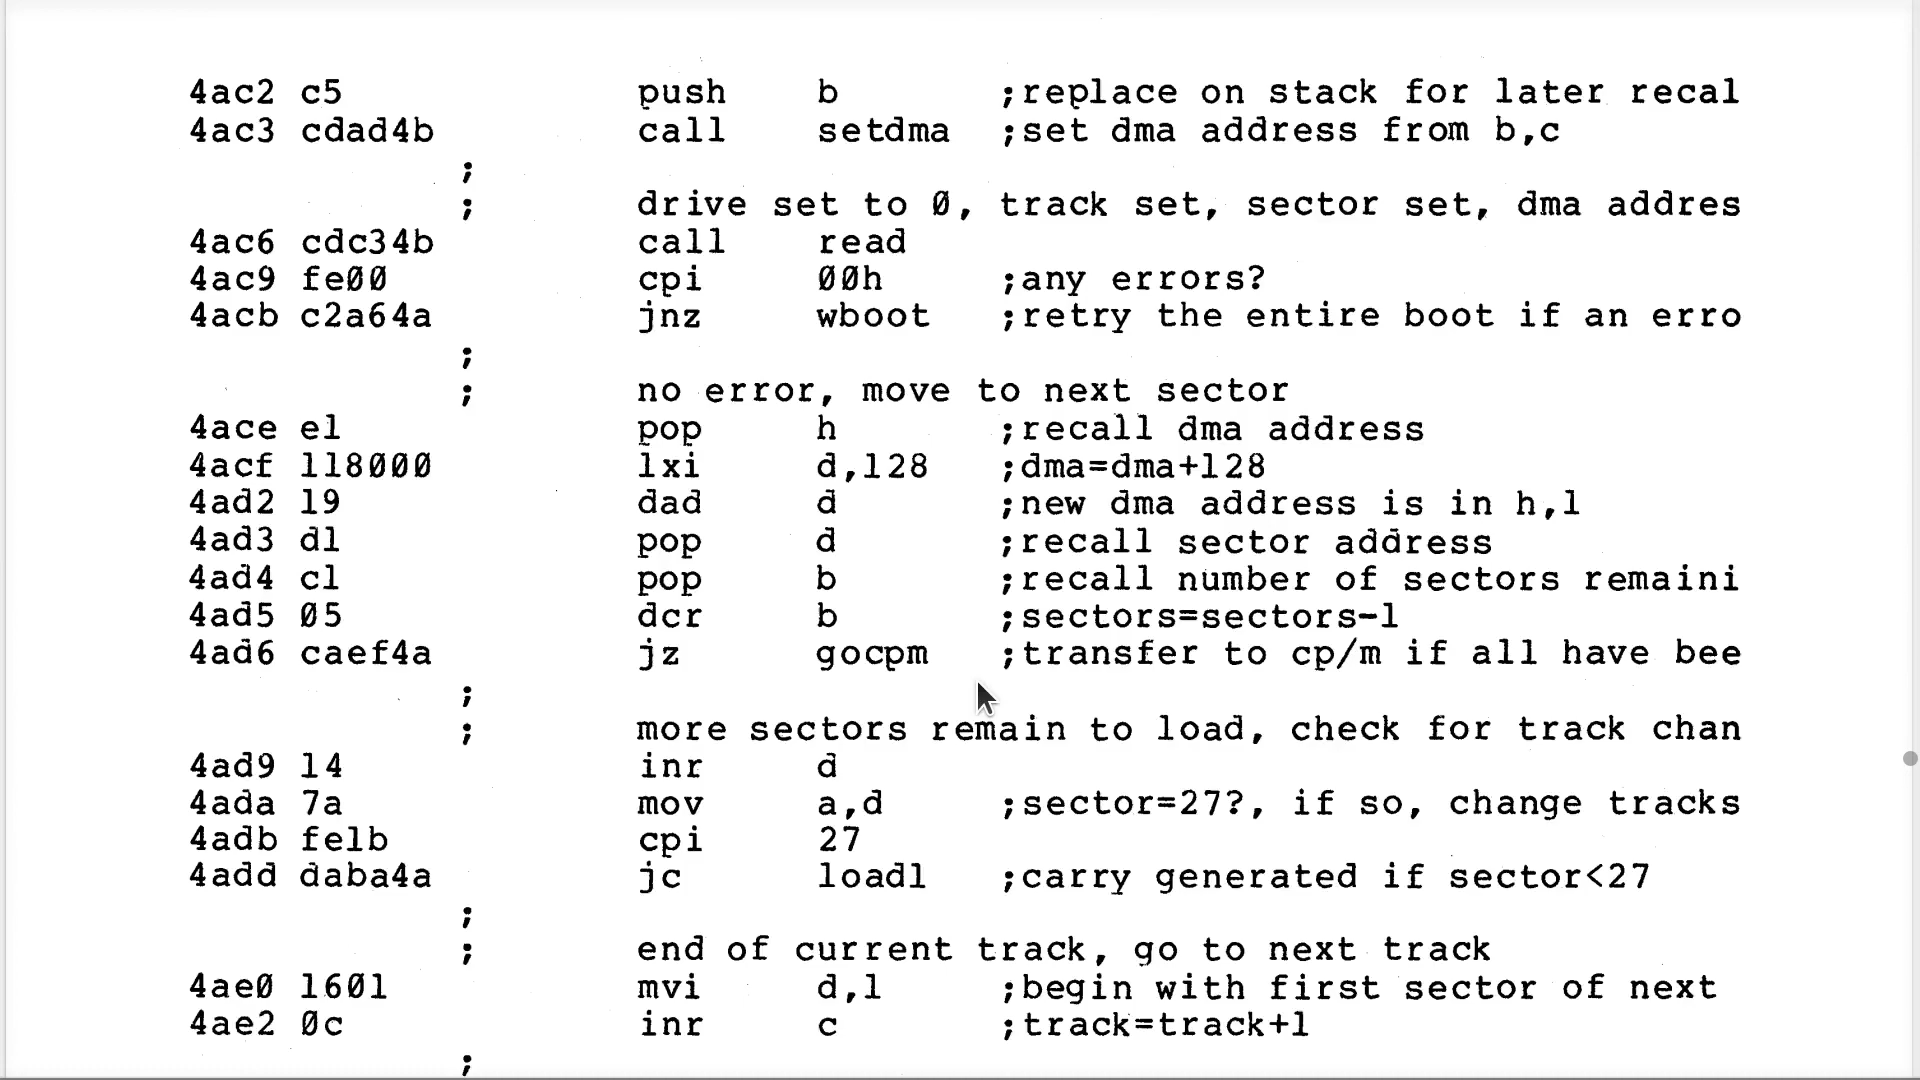 4ac2 c5 push b ;replace on stack for later recal
4ac3 cdad4b call setdma ;set dma address from b,c
;
; drive set to 0, track set, sector set, dma addres
4ac6 cdc34b call read
4ac9 fe00 cpi 00h ;any errors?
4acb c2a64a jnz wboot ;retry the entire boot if an erro
;
; no error, move to next sector
4ace e1 pop h ;recall dma address
4acf 118000 lxi d,128 ;dma=dma+128
4ad2 19 dad d ;new dma address is in h,l
4ad3 d1 pop d ;recall sector address
4ad4 c1 pop b ;recall number of sectors remaini
4ad5 05 dcr b ;sectors=sectors-1
4ad6 caef4a jz gocpm ;transfer to cp/m if all have bee
;
; more sectors remain to load, check for track chan
4ad9 14 inr d
4ada 7a mov a,d ;sector=27?, if so, change tracks
4adb fe1b cpi 27
4add daba4a jc load1 ;carry generated if sector<27
;
; end of current track, go to next track
4ae0 1601 mvi d,1 ;begin with first sector of next
4ae2 0c inr c ;track=track+1
;